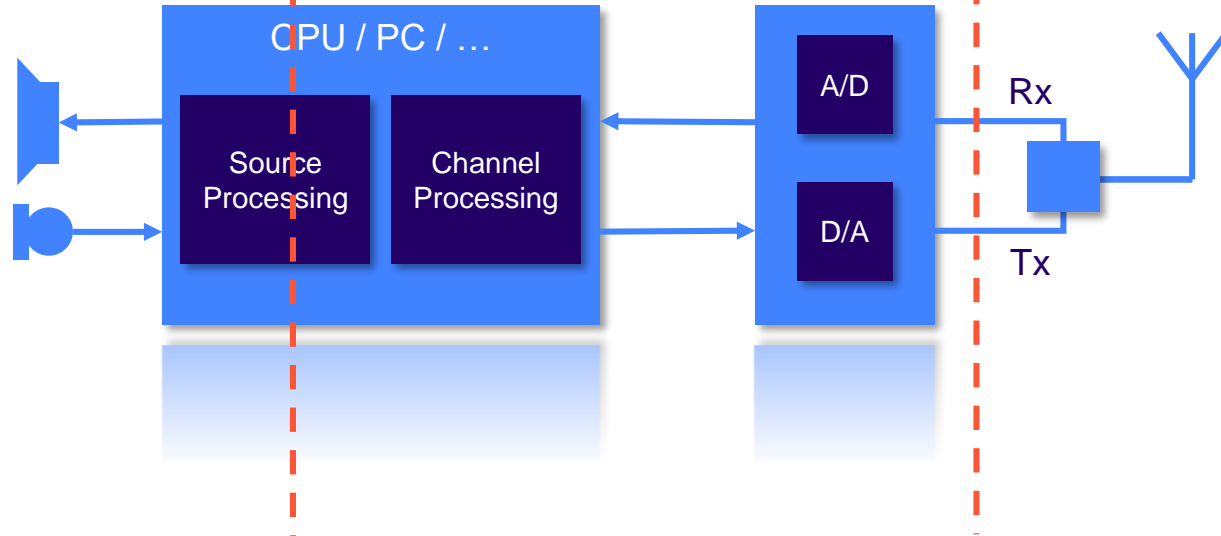 CPU / PC / …
Source
Processing
Channel
Processing
A/D
D/A
Rx
Tx